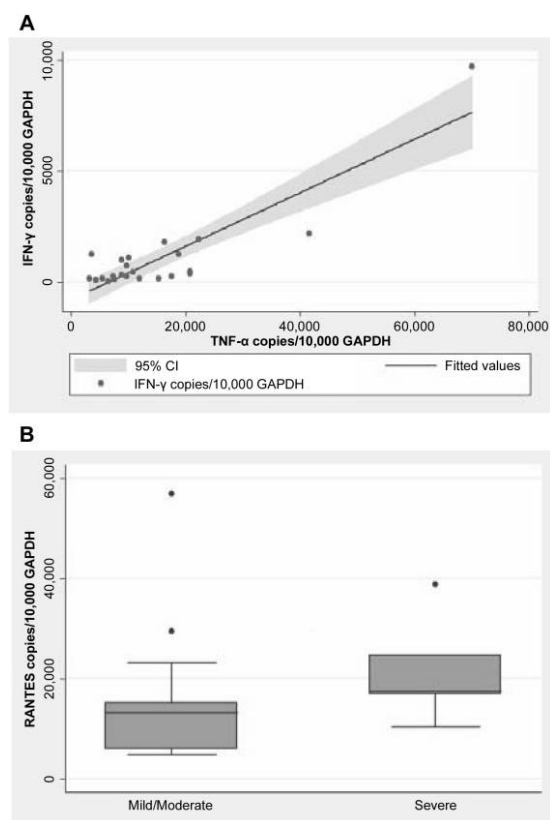 A
IFN-γ copies/10,000 GAPDH
10,000
5000
0
0
20,000
40,000
60,000
80,000
TNF-α copies/10,000 GAPDH
95% CI
Fitted values
IFN-γ copies/10,000 GAPDH
B
RANTES copies/10,000 GAPDH
60,000
40,000
20,000
0
Mild/Moderate
Severe